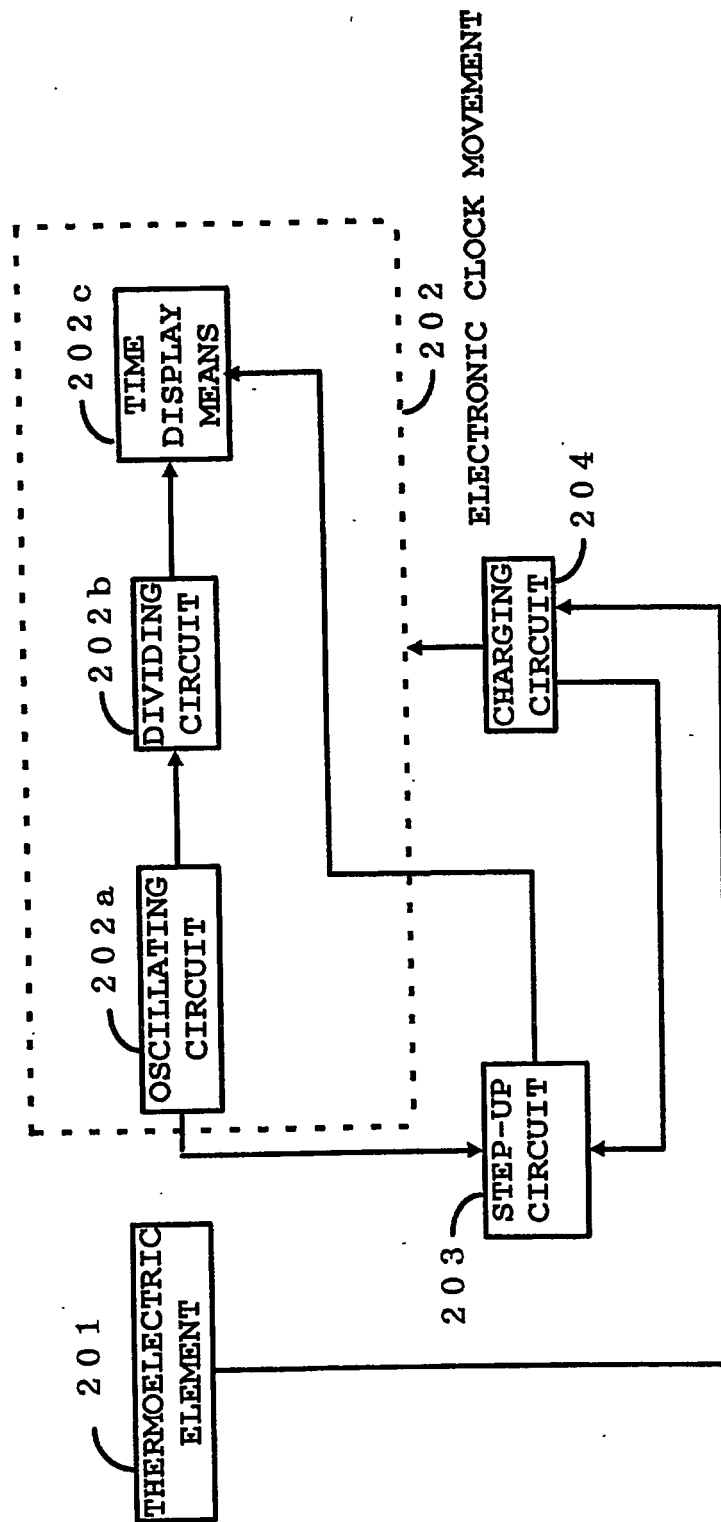 201
THERMOELECTRIC
ELEMENT
202a
OSCILLATING
CIRCUIT
202b
DIVIDING
CIRCUIT
202c
TIME
DISPLAY
MEANS
202
ELECTRONIC CLOCK MOVEMENT
203
STEP-UP
CIRCUIT
CHARGING
CIRCUIT
204